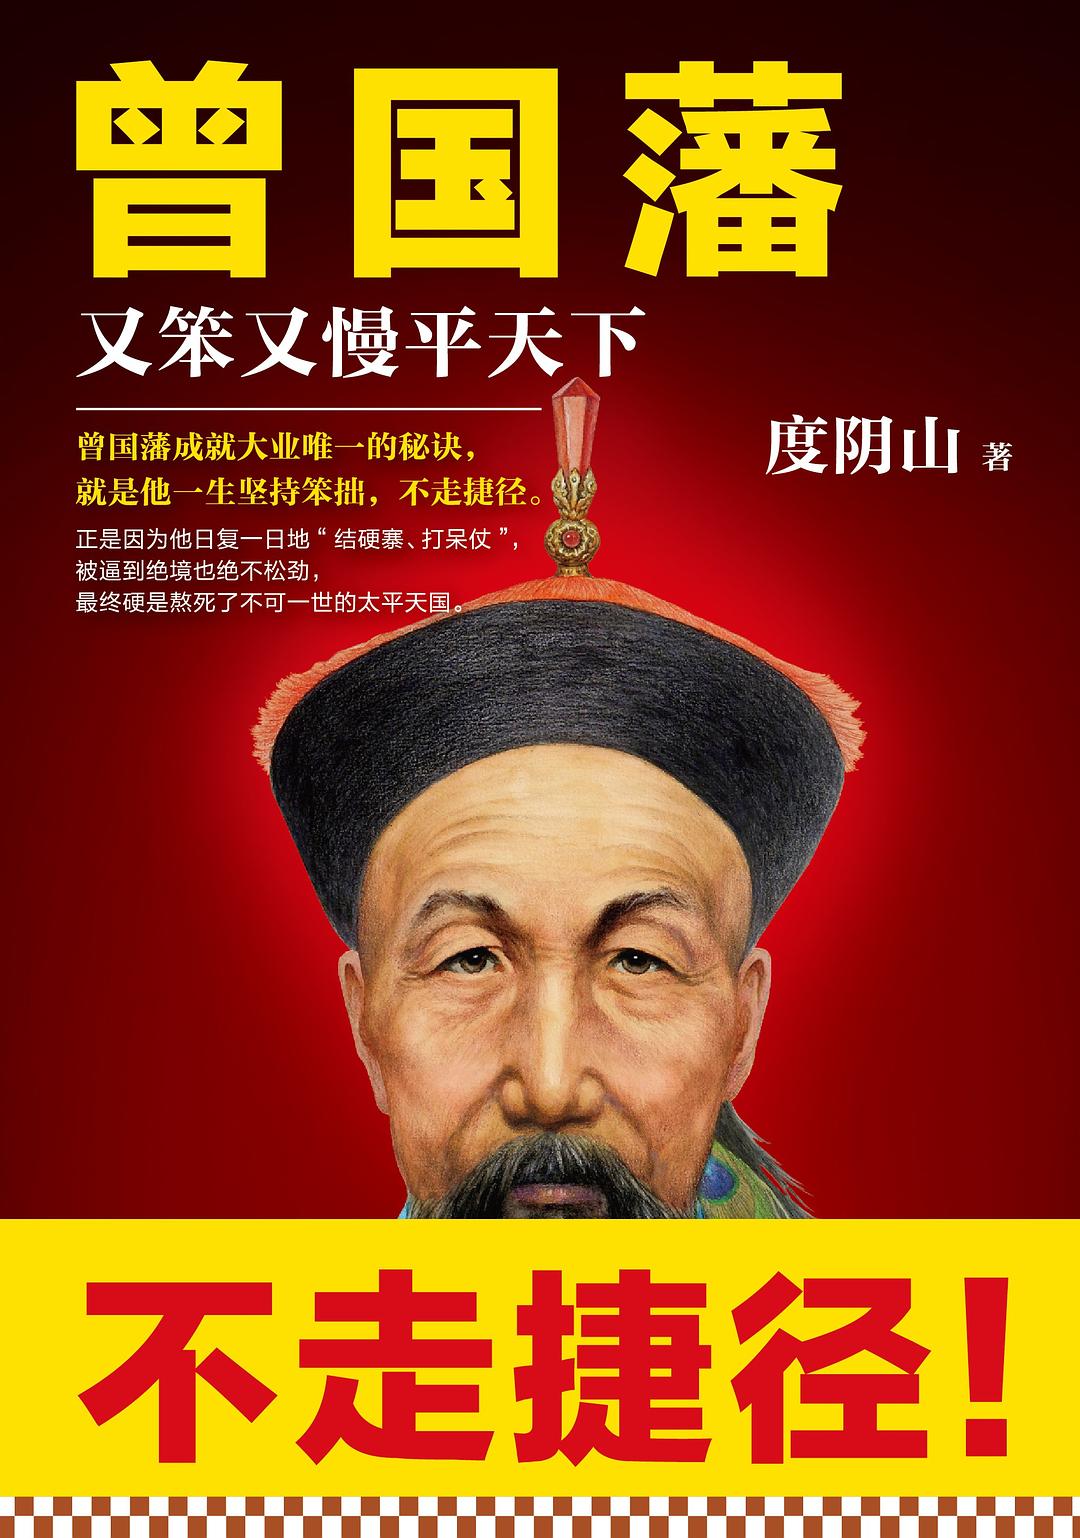 曾国藩
又笨又慢平天下
度阴山 著
曾国藩成就大业唯一的秘诀，
就是他一生坚持笨拙，不走捷径。
正是因为他日复一日地“结硬寨、打呆仗”，
被逼到绝境也绝不松劲，
最终硬是熬死了不可一世的太平天国。
不走捷径！